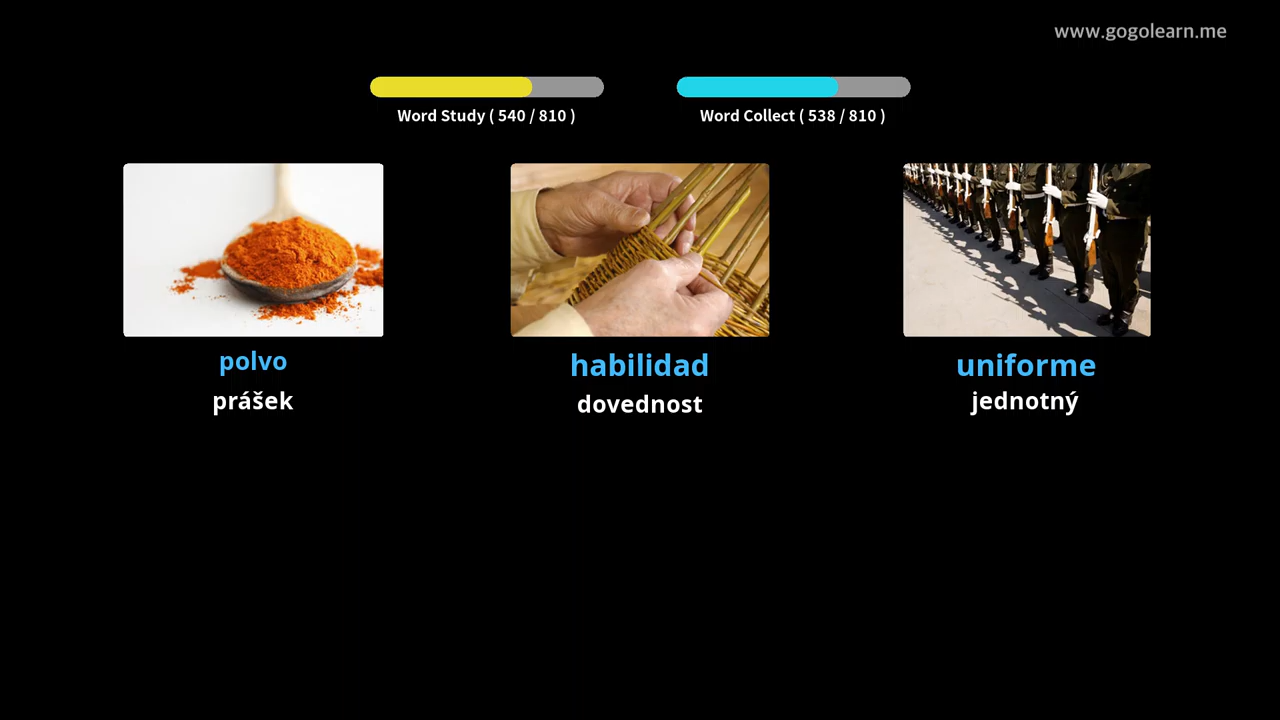 www.gogolearn.me
Word Study ( 540 / 810 )
Word Collect ( 538 / 810 )
polvo
prášek
habilidad
dovednost
uniforme
jednotný